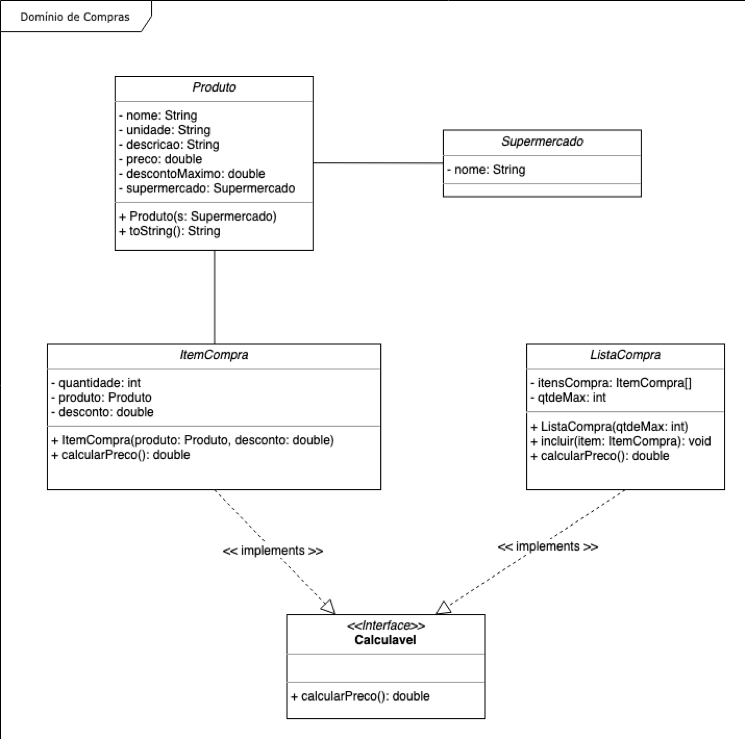 Domínio de Compras
Produto
- nome: String
- unidade: String
- descricao: String
- preco: double
- descontoMaximo: double
- supermercado: Supermercado
+ Produto(s: Supermercado)
+ toString(): String
Supermercado
- nome: String
ItemCompra
- quantidade: int
- produto: Produto
- desconto: double
+ ItemCompra(produto: Produto, desconto: double)
+ calcularPreco(): double
ListaCompra
- itensCompra: ItemCompra[]
- qtdeMax: int
+ ListaCompra(qtdeMax: int)
+ incluir(item: ItemCompra): void
+ calcularPreco(): double
<< implements >>
<< implements >>
<<Interface>>
Calculavel
+ calcularPreco(): double